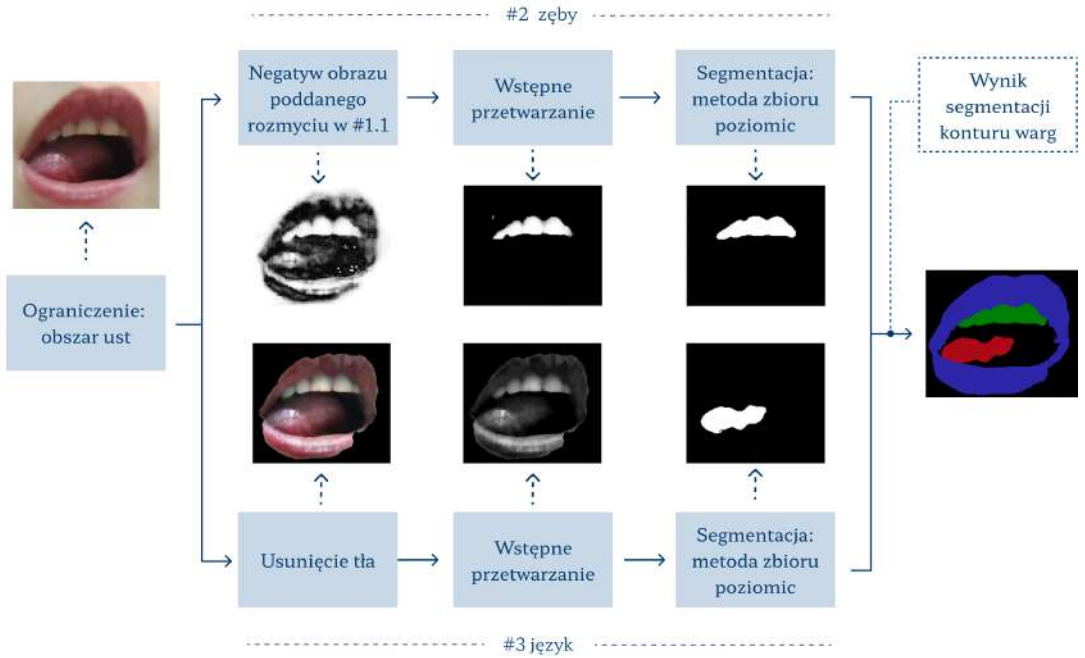 #2 zęby
Negatyw obrazu
poddanego
rozmyciu w #1.1
Wstępne
przetwarzanie
Segmentacja:
metoda zbioru
poziomic
Wynik
segmentacji
konturu warg
Ograniczenie:
obszar ust
Usunięcie tła
Wstępne
przetwarzanie
Segmentacja:
metoda zbioru
poziomic
#3 język